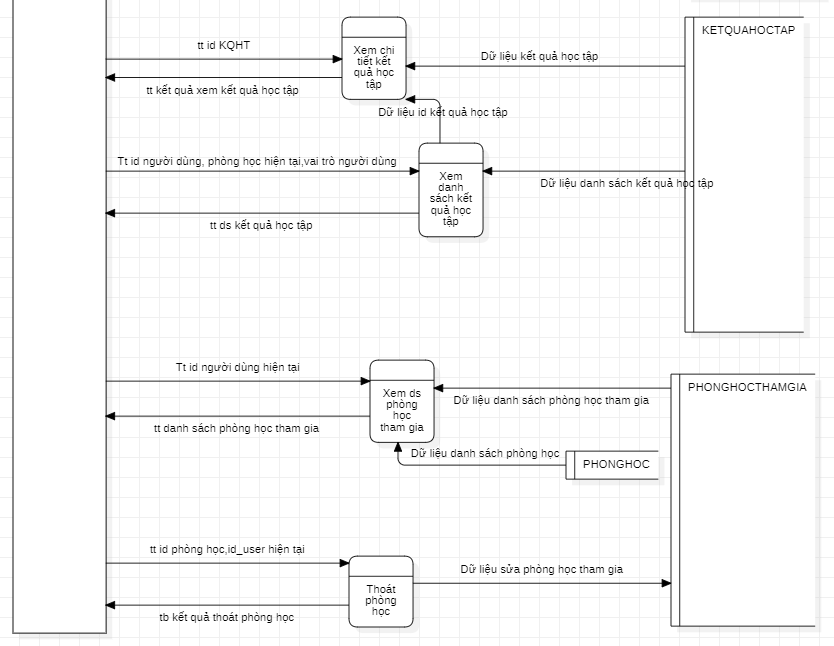 KETQUAHOCTAP
tt id KQHT
Xem chi
tiết kết
quả học
tập
Dữ liệu kết quả học tập
tt kết quả xem kết quả học tập
Dữ liệu id kết quả học tập
Tt id người dùng, phòng học hiện tại,vai trò người dùng
Xem
danh
sách kết
quả học
tập
Dữ liệu danh sách kết quả học tập
tt ds kết quả học tập
Tt id người dùng hiện tại
Xem ds
phòng
học
tham gia
PHONGHOCTHAMGIA
Dữ liệu danh sách phòng học tham gia
tt danh sách phòng học tham gia
Dữ liệu danh sách phòng học
PHONGHOC
tt id phòng học,id_user hiện tại
Thoát
phòng
học
Dữ liệu sửa phòng học tham gia
tb kết quả thoát phòng học